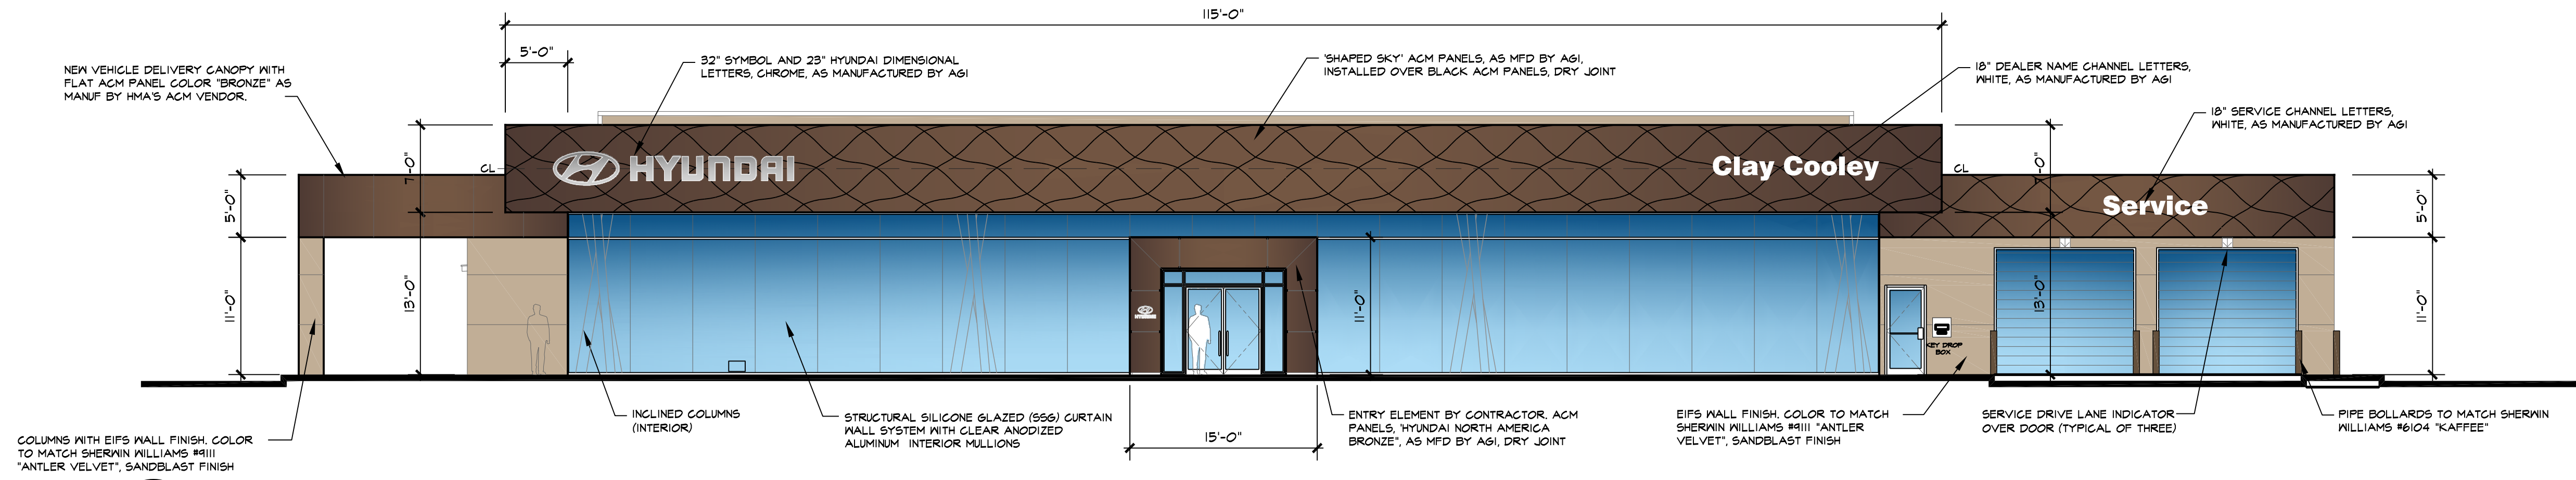 115'-0"
5'-0"
NEW VEHICLE DELIVERY CANOPY WITH
FLAT ACM PANEL COLOR "BRONZE" AS
MANUF BY HMA'S ACM VENDOR.
32" SYMBOL AND 23" HYUNDAI DIMENSIONAL
LETTERS, CHROME, AS MANUFACTURED BY AGI
'SHAPED SKY' ACM PANELS, AS MFD BY AGI,
INSTALLED OVER BLACK ACM PANELS, DRY JOINT
18" DEALER NAME CHANNEL LETTERS,
WHITE, AS MANUFACTURED BY AGI
18" SERVICE CHANNEL LETTERS,
WHITE, AS MANUFACTURED BY AGI
7'-0"
CL
HYUNDAI
Clay Cooley
CL
7'-0"
5'-0"
Service
5'-0"
11'-0"
13'-0"
HYUNDAI
11'-0"
KEY DROP
BOX
13'-0"
11'-0"
COLUMNS WITH EIFS WALL FINISH. COLOR
TO MATCH SHERWIN WILLIAMS #9111
"ANTLER VELVET", SANDBLAST FINISH
INCLINED COLUMNS
(INTERIOR)
STRUCTURAL SILICONE GLAZED (SSG) CURTAIN
WALL SYSTEM WITH CLEAR ANODIZED
ALUMINUM INTERIOR MULLIONS
15'-0"
ENTRY ELEMENT BY CONTRACTOR. ACM
PANELS, 'HYUNDAI NORTH AMERICA
BRONZE", AS MFD BY AGI, DRY JOINT
EIFS WALL FINISH. COLOR TO MATCH
SHERWIN WILLIAMS #9111 "ANTLER
VELVET", SANDBLAST FINISH
SERVICE DRIVE LANE INDICATOR
OVER DOOR (TYPICAL OF THREE)
PIPE BOLLARDS TO MATCH SHERWIN
WILLIAMS #6104 "KAFFEE"